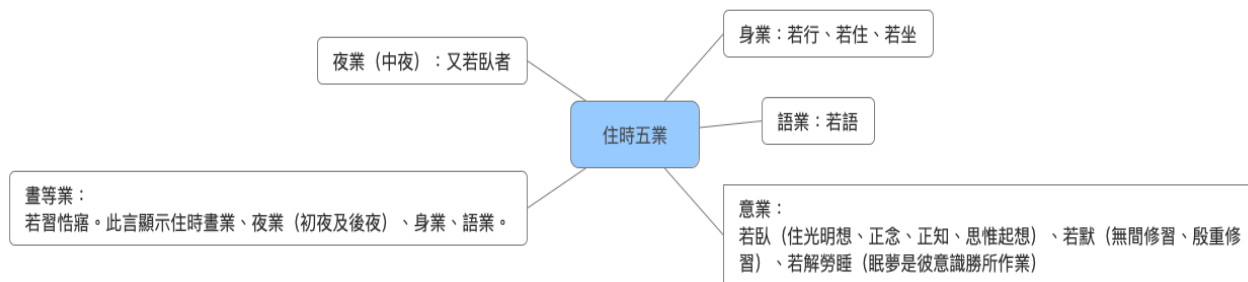 身業：若行、若住、若坐
夜業（中夜）：又若臥者
語業：若語
住時五業
晝等業：
若習悎寤。此言顯示住時晝業、夜業（初夜及後夜）、身業、語業。
意業：
若臥（住光明想、正念、正知、思惟起想）、若默（無間修習、殷重修
習）、若解勞睡（眠夢是彼意識勝所作業）